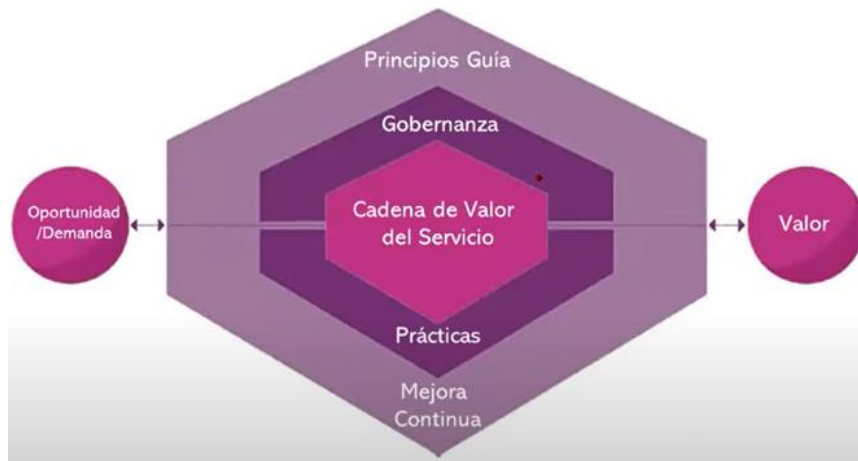 Principios Guía
Gobernanza
Oportunidad
/Demanda
Cadena de Valor
del Servicio
Valor
Prácticas
Mejora
Continua